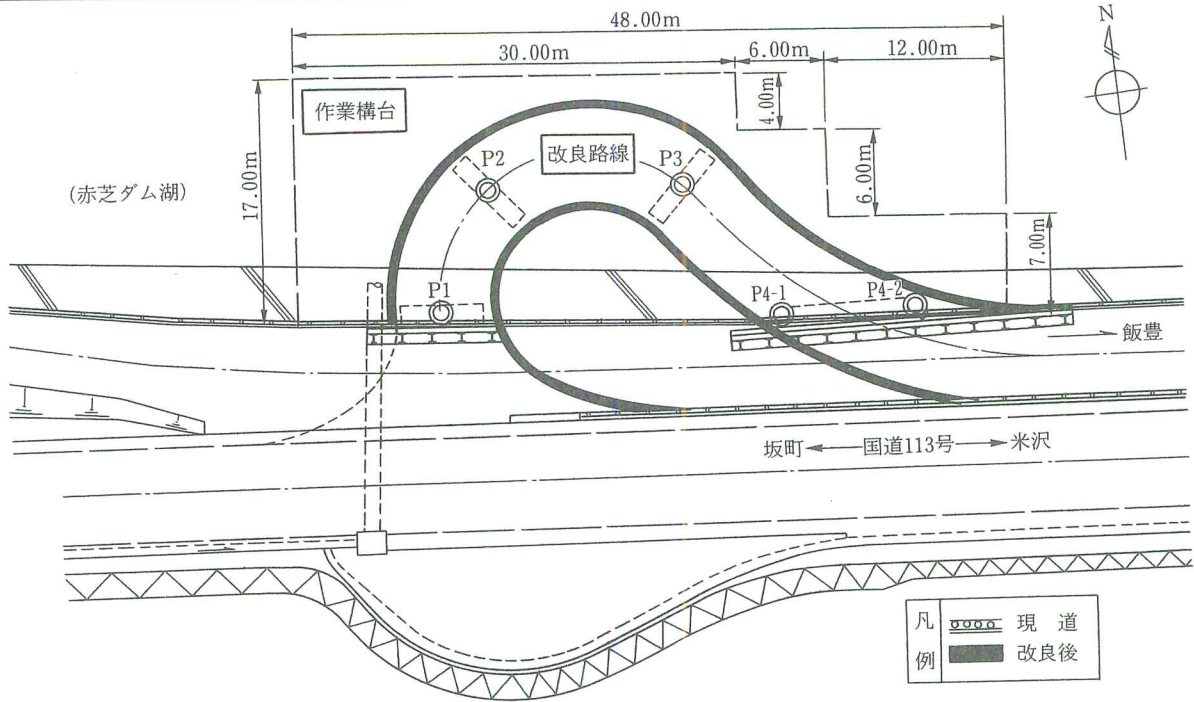 48.00m
30.00m
6.00m
12.00m
N
作業構台
4.00m
P2
改良路線
P3
(赤芝ダム湖)
17.00m
6.00m
7.00m
P1
P4-1
P4-2
飯豊
坂町
国道113号
米沢
凡例
現 道
改良後